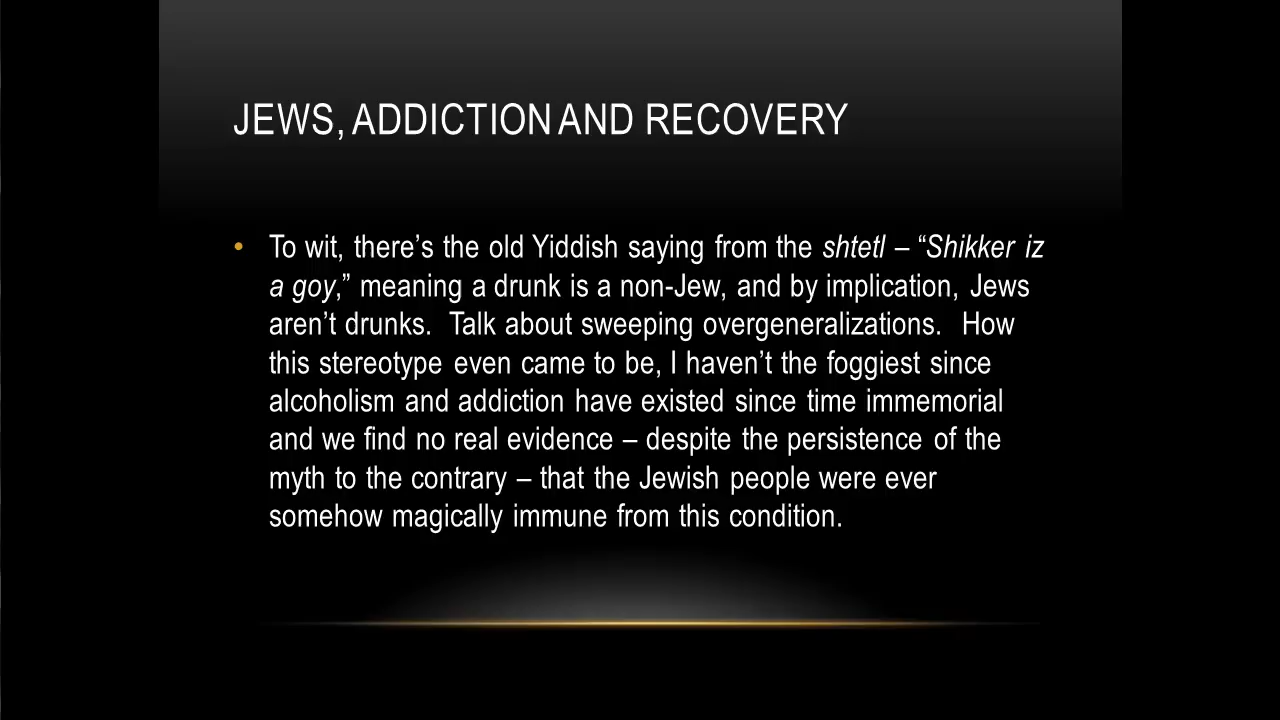 JEWS, ADDICTION AND RECOVERY
• To wit, there’s the old Yiddish saying from the shtetl – “Shikker iz
a goy,” meaning a drunk is a non-Jew, and by implication, Jews
aren’t drunks.  Talk about sweeping overgeneralizations.  How
this stereotype even came to be, I haven’t the foggiest since
alcoholism and addiction have existed since time immemorial
and we find no real evidence – despite the persistence of the
myth to the contrary – that the Jewish people were ever
somehow magically immune from this condition.